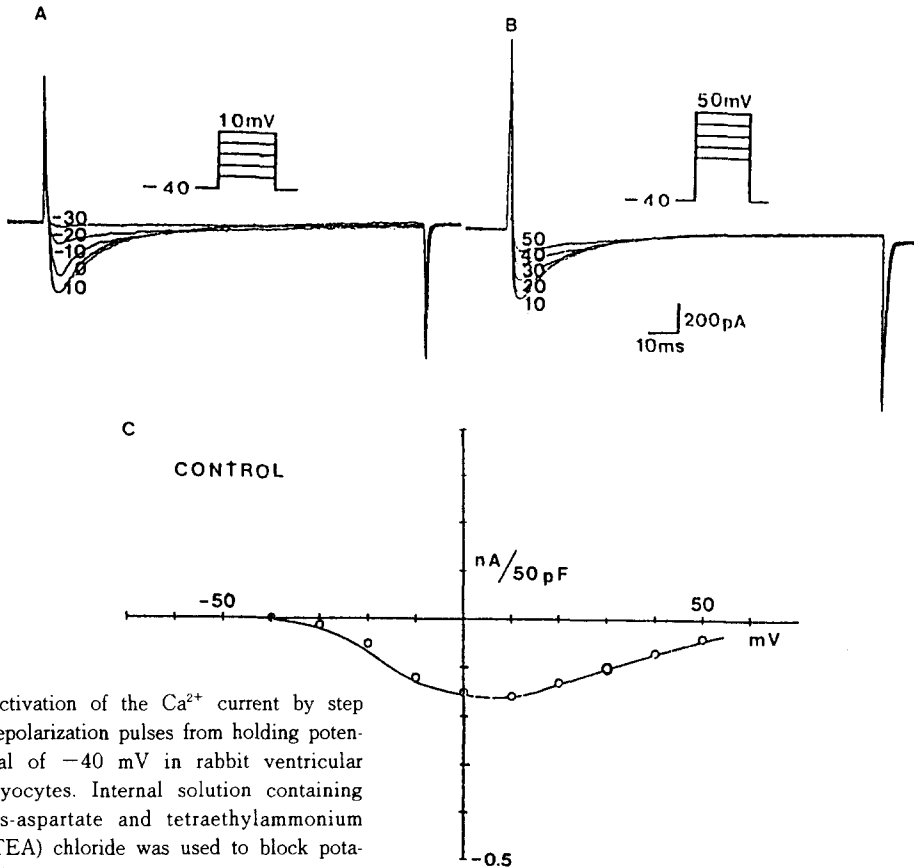 A
B
10mV
-40
50mV
-40
-30
-20
-10
0
10
50
40
30
20
10
200pA
10ms
C
CONTROL
nA/50pF
-50
50
mV
-0.5
ctivation of the Ca²⁺ current by step
epolarization pulses from holding poten-
al of −40 mV in rabbit ventricular
yocytes. Internal solution containing
s-aspartate and tetraethylammonium
TEA) chloride was used to block pota-